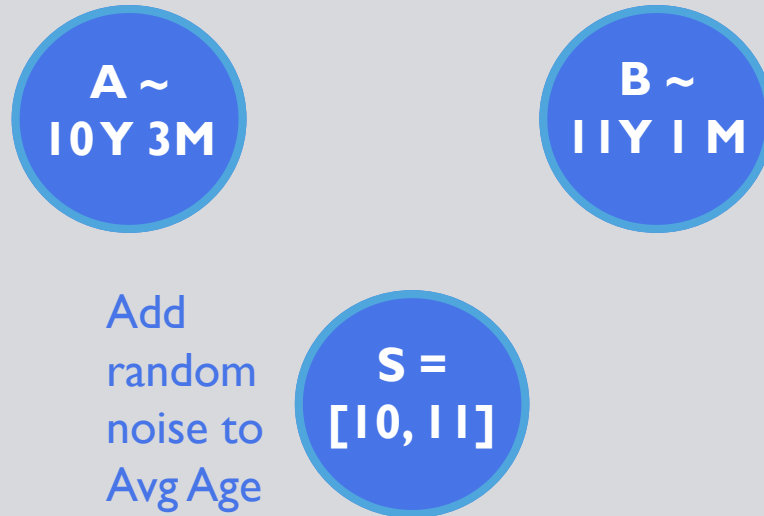 A ~
10Y 3M
B ~
11Y 1 M
Add
random
noise to
Avg Age
S =
[10, 11]